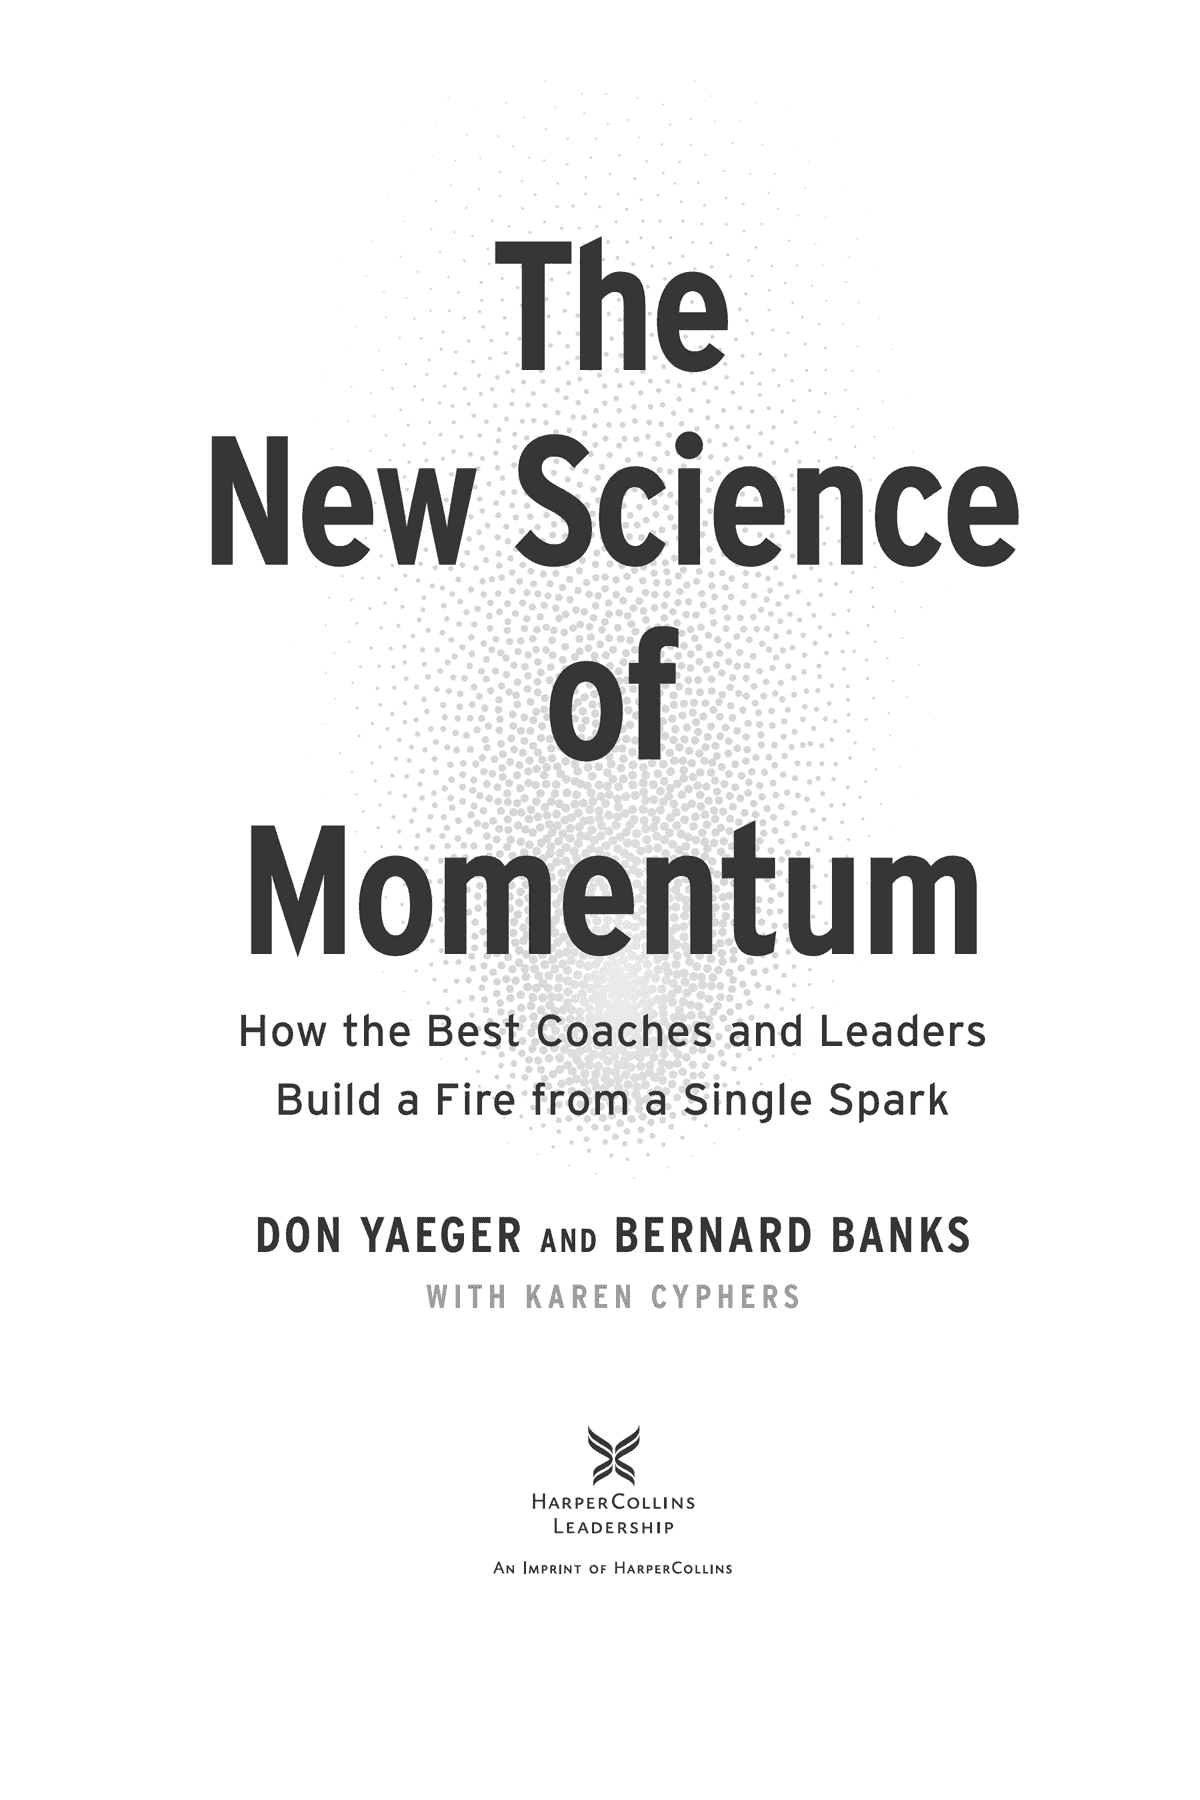 The
New Science
of
Momentum
How the Best Coaches and Leaders
Build a Fire from a Single Spark
DON YAEGER AND BERNARD BANKS
WITH KAREN CYPHERS
HARPERCOLLINS
LEADERSHIP
AN IMPRINT OF HARPERCOLLINS